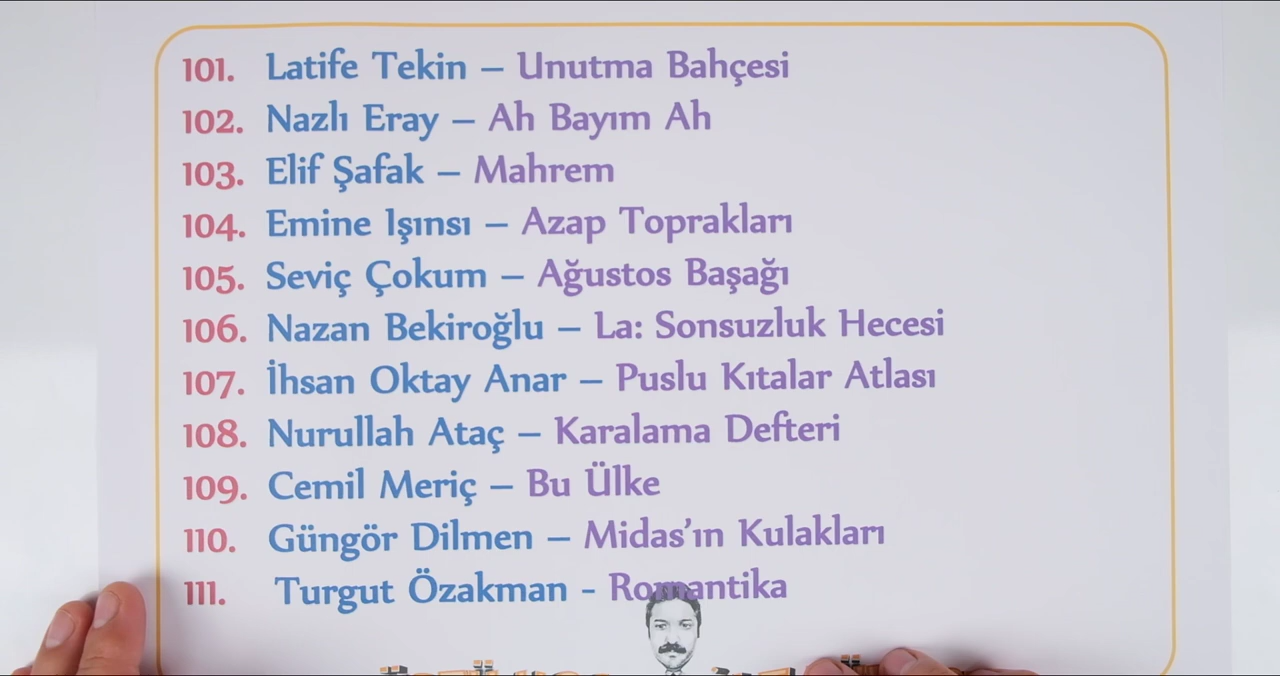 101. Latife Tekin – Unutma Bahçesi
102. Nazlı Eray – Ah Bayım Ah
103. Elif Şafak – Mahrem
104. Emine Işınsı – Azap Toprakları
105. Seviç Çokum – Ağustos Başağı
106. Nazan Bekiroğlu – La: Sonsuzluk Hecesi
107. İhsan Oktay Anar – Puslu Kıtalar Atlası
108. Nurullah Ataç – Karalama Defteri
109. Cemil Meriç – Bu Ülke
110. Güngör Dilmen – Midas’ın Kulakları
111. Turgut Özakman - Romantika